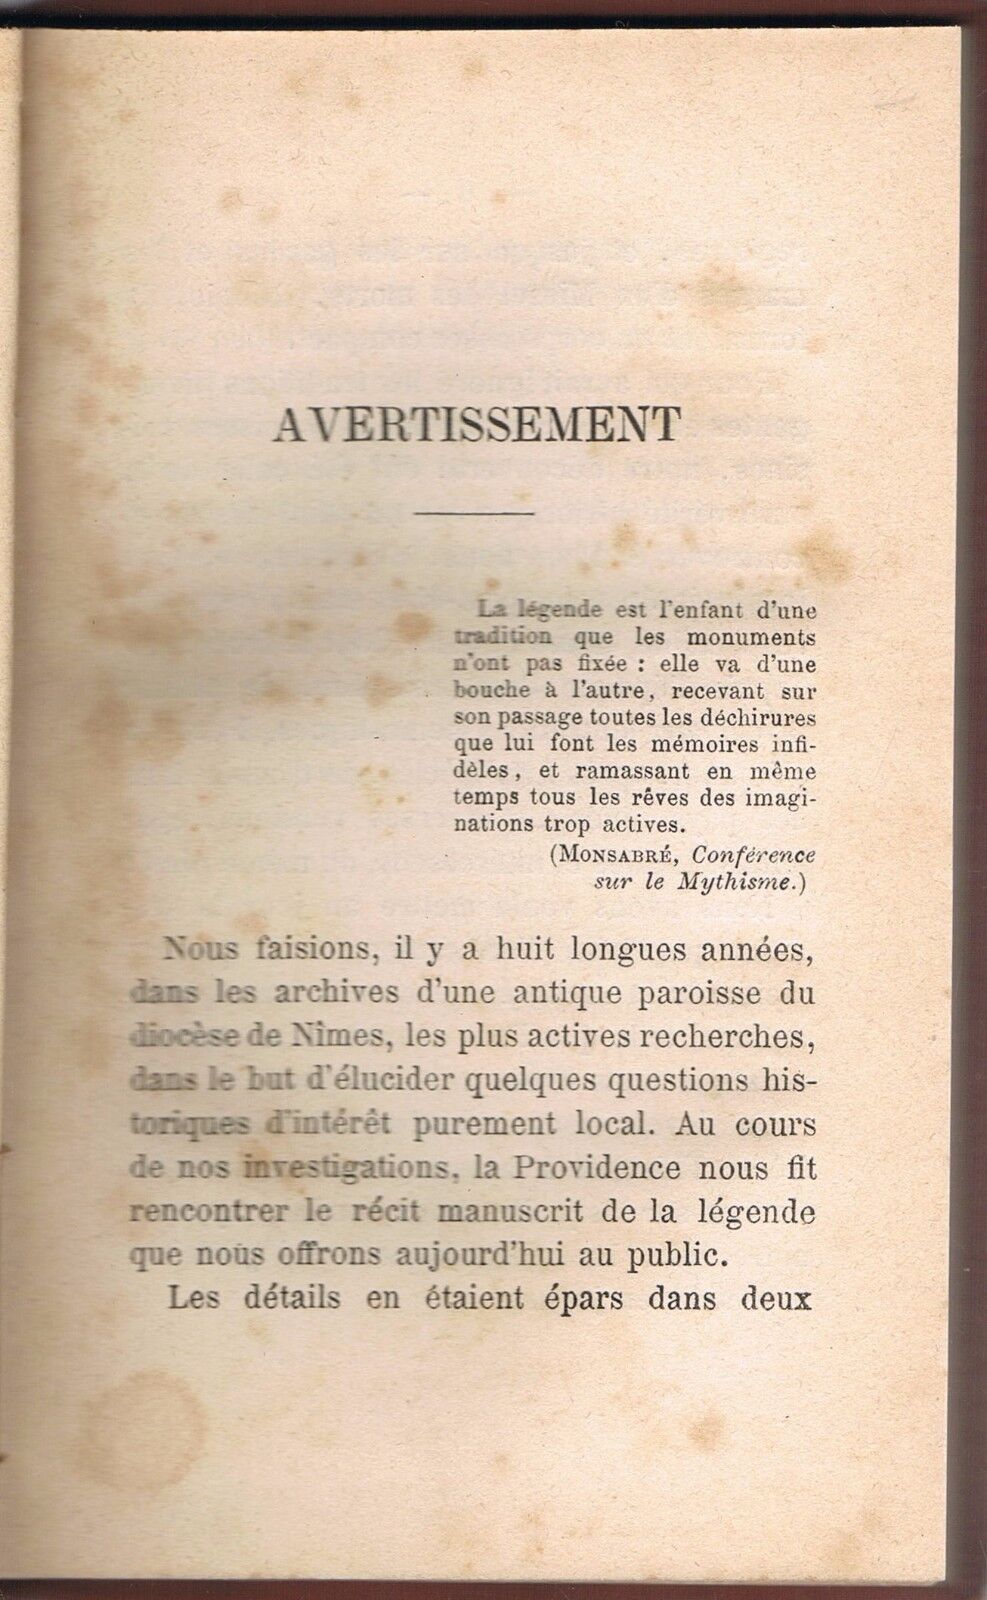 AVERTISSEMENT
La légende est l'enfant d'une
tradition que les monuments
n'ont pas fixée : elle va d'une
bouche à l'autre, recevant sur
son passage toutes les déchirures
que lui font les mémoires infi-
dèles, et ramassant en même
temps tous les rêves des imagi-
nations trop actives.
(MONSABRÉ, Conférence
sur le Mythisme.)
Nous faisions, il y a huit longues années,
dans les archives d'une antique paroisse du
diocèse de Nîmes, les plus actives recherches,
dans le but d'élucider quelques questions his-
toriques d'intérêt purement local. Au cours
de nos investigations, la Providence nous fit
rencontrer le récit manuscrit de la légende
que nous offrons aujourd'hui au public.
Les détails en étaient épars dans deux